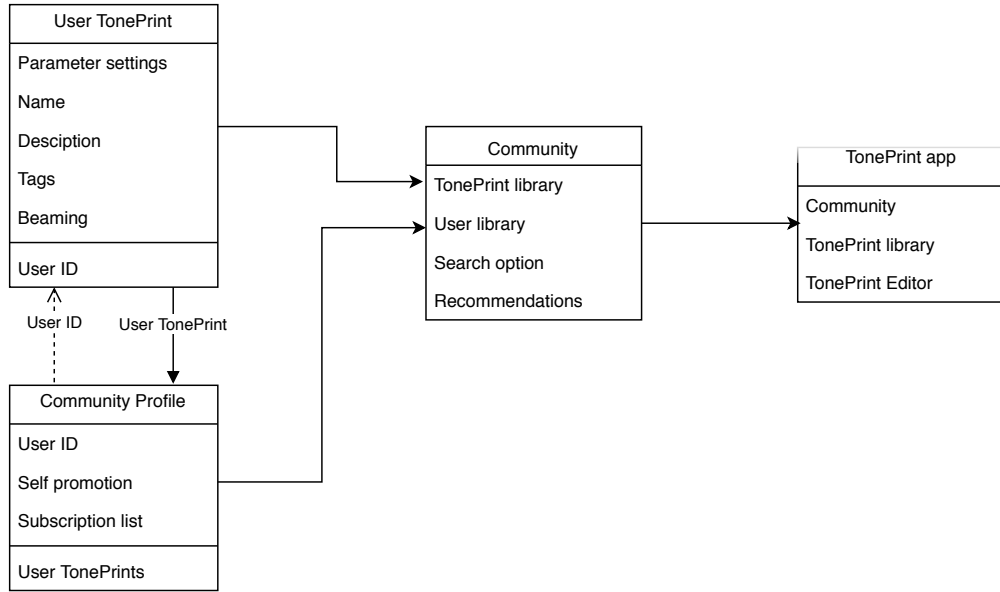 User TonePrint
Parameter settings
Name
Desciption
Tags
Beaming
User ID
User ID
User TonePrint
Community Profile
User ID
Self promotion
Subscription list
User TonePrints
Community
TonePrint library
User library
Search option
Recommendations
TonePrint app
Community
TonePrint library
TonePrint Editor